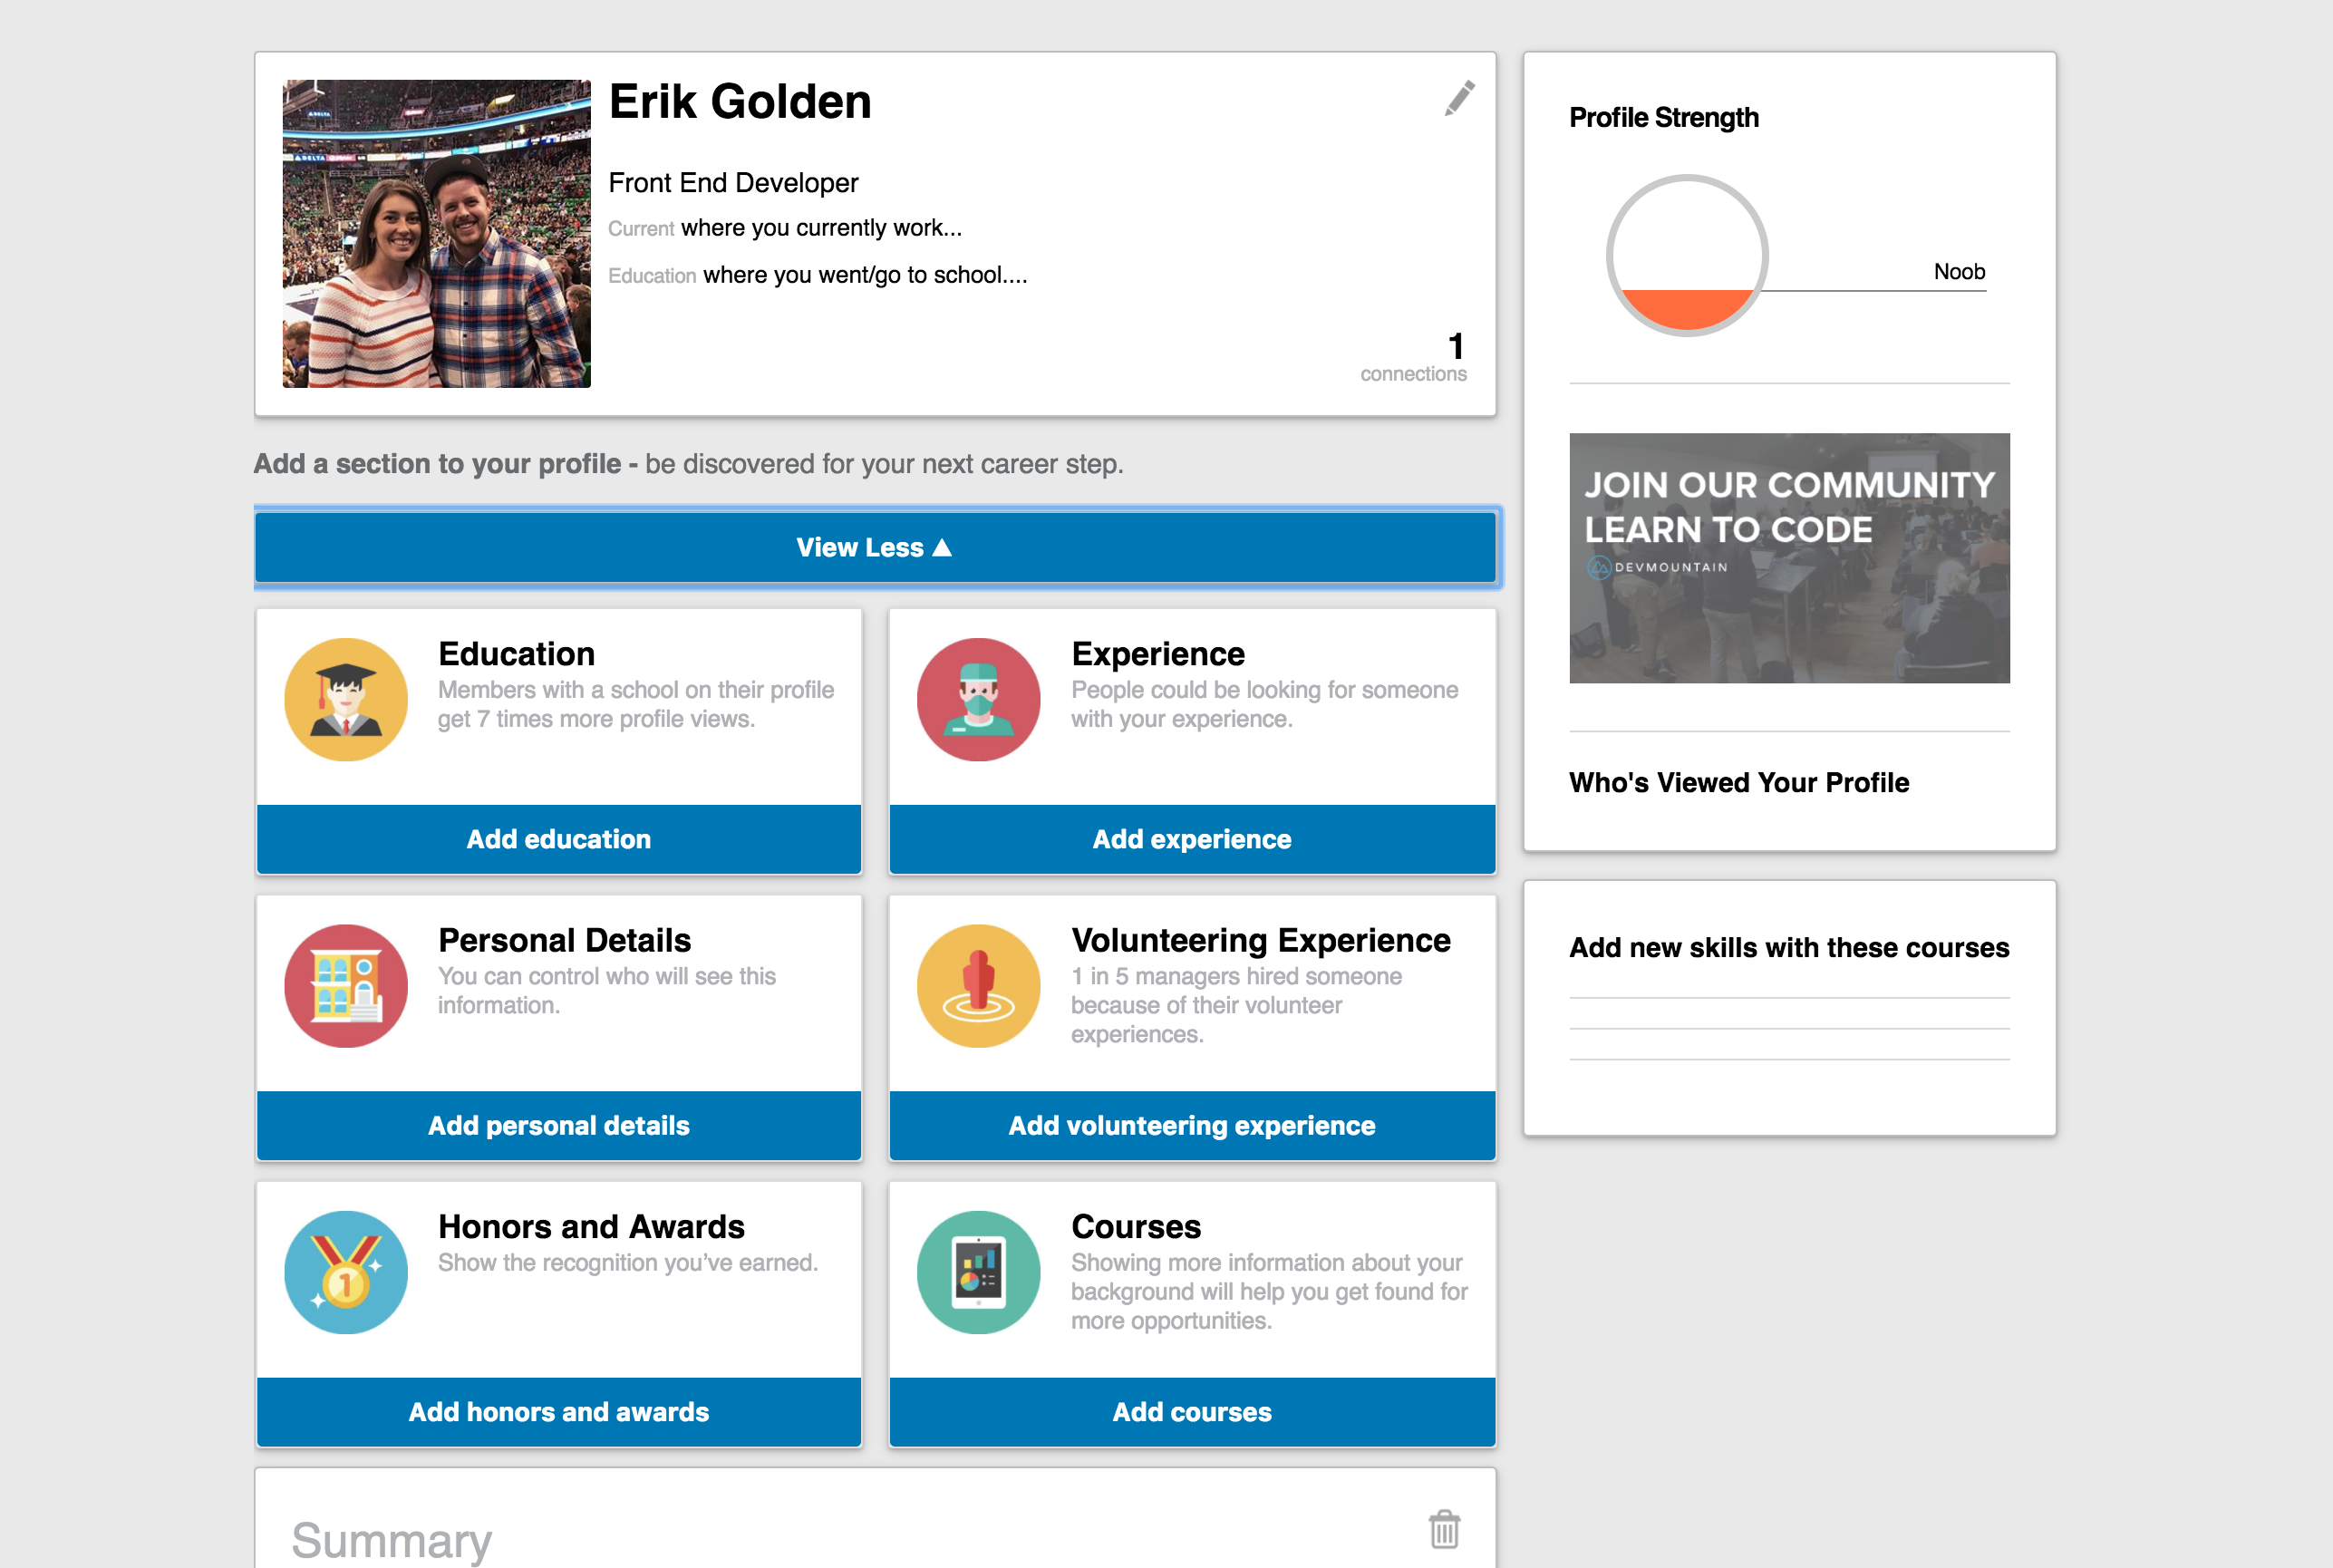 Erik Golden
Front End Developer
Current where you currently work...
Education where you went/go to school....
1
connections
Add a section to your profile - be discovered for your next career step.
View Less ▲
Education
Members with a school on their profile
get 7 times more profile views.
Add education
Experience
People could be looking for someone
with your experience.
Add experience
Personal Details
You can control who will see this
information.
Add personal details
Volunteering Experience
1 in 5 managers hired someone
because of their volunteer
experiences.
Add volunteering experience
Honors and Awards
Show the recognition you’ve earned.
1
Add honors and awards
Courses
Showing more information about your
background will help you get found for
more opportunities.
Add courses
Summary
Profile Strength
Noob
JOIN OUR COMMUNITY
LEARN TO CODE
DEVMOUNTAIN
Who's Viewed Your Profile
Add new skills with these courses
DELTA
DELTA